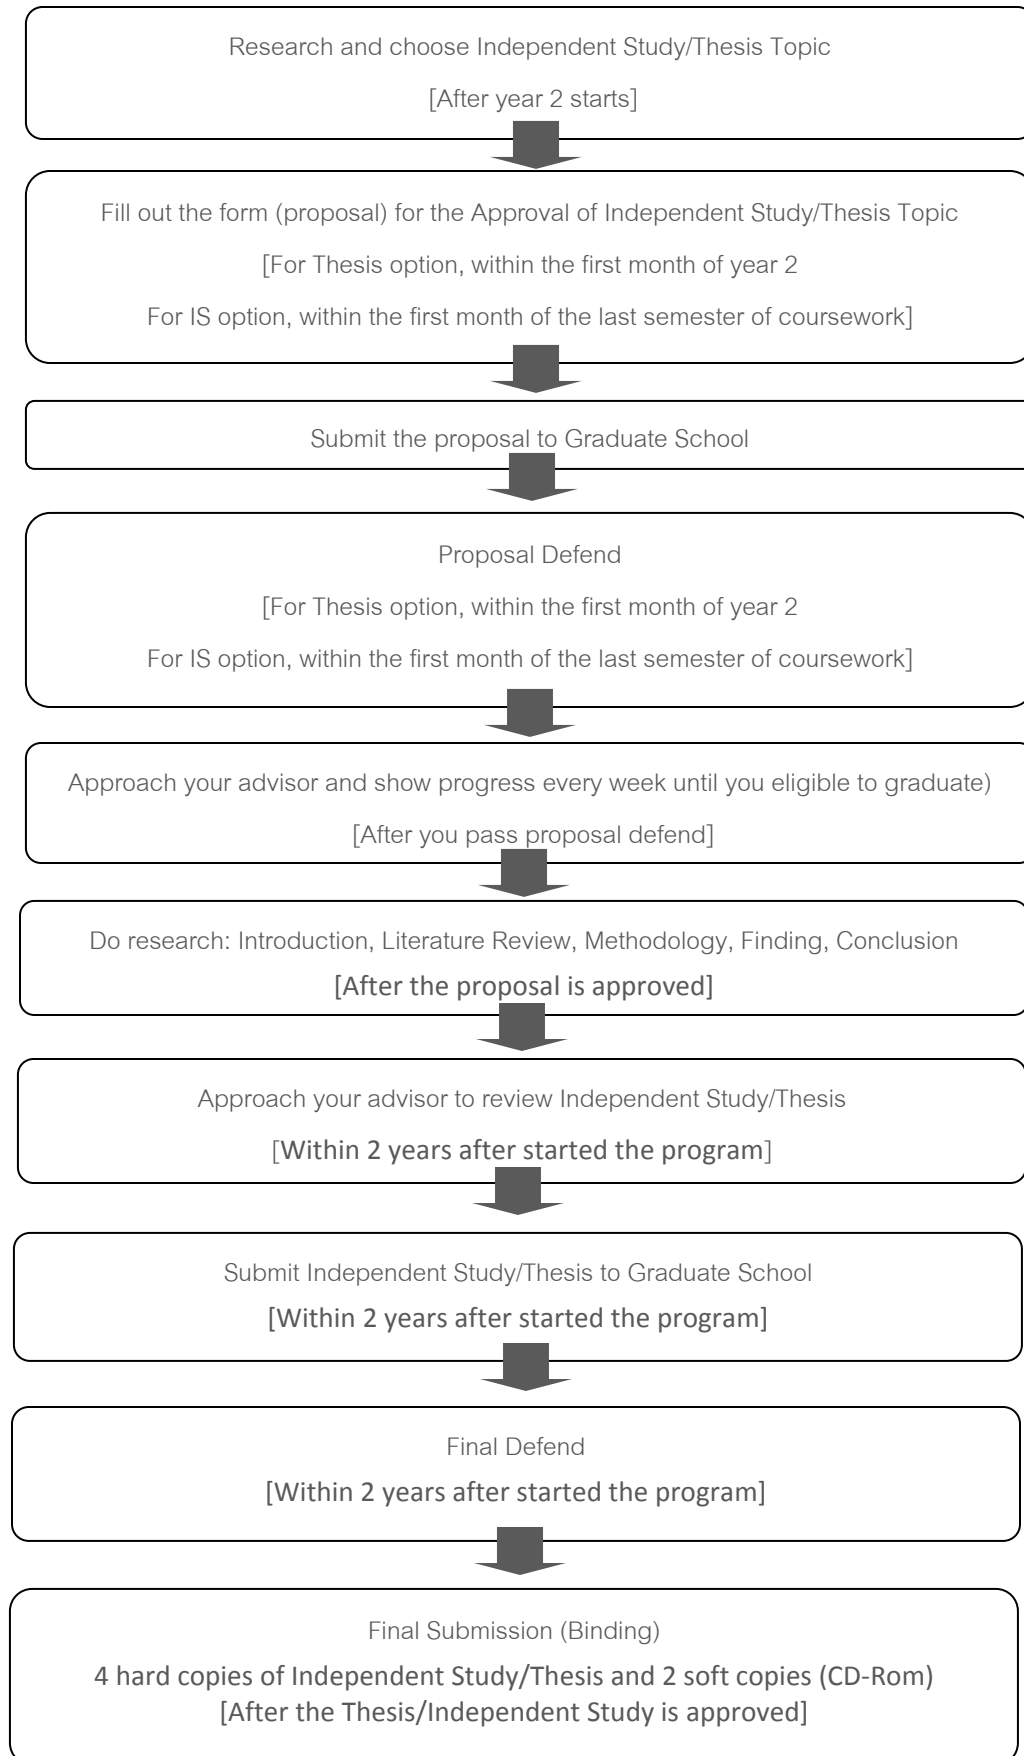 Research and choose Independent Study/Thesis Topic
[After year 2 starts]
Fill out the form (proposal) for the Approval of Independent Study/Thesis Topic
[For Thesis option, within the first month of year 2
For IS option, within the first month of the last semester of coursework]
Submit the proposal to Graduate School
Proposal Defend
[For Thesis option, within the first month of year 2
For IS option, within the first month of the last semester of coursework]
Approach your advisor and show progress every week until you eligible to graduate)
[After you pass proposal defend]
Do research: Introduction, Literature Review, Methodology, Finding, Conclusion
[After the proposal is approved]
Approach your advisor to review Independent Study/Thesis
[Within 2 years after started the program]
Submit Independent Study/Thesis to Graduate School
[Within 2 years after started the program]
Final Defend
[Within 2 years after started the program]
Final Submission (Binding)
4 hard copies of Independent Study/Thesis and 2 soft copies (CD-Rom)
[After the Thesis/Independent Study is approved]